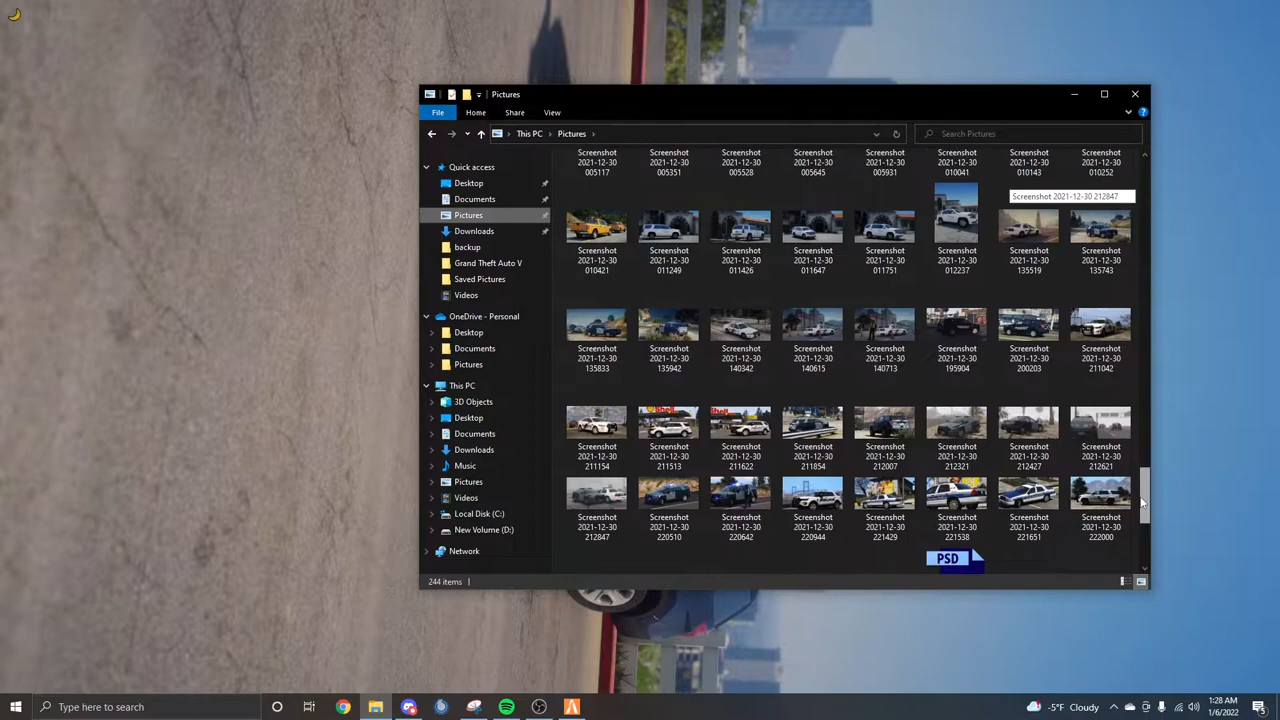 Pictures
File Home Share View
This PC Pictures
Search Pictures
Quick access
Desktop
Documents
Pictures
Downloads
backup
Grand Theft Auto V
Saved Pictures
Videos
OneDrive - Personal
Desktop
Documents
Pictures
This PC
3D Objects
Desktop
Documents
Downloads
Music
Pictures
Videos
Local Disk (C:)
New Volume (D:)
Network
Screenshot Screenshot Screenshot Screenshot Screenshot Screenshot Screenshot Screenshot
2021-12-30 2021-12-30 2021-12-30 2021-12-30 2021-12-30 2021-12-30 2021-12-30 2021-12-30
005117 005351 005528 005645 005931 010041 010143 010252
Screenshot 2021-12-30 212847
Screenshot Screenshot Screenshot Screenshot Screenshot Screenshot Screenshot Screenshot
2021-12-30 2021-12-30 2021-12-30 2021-12-30 2021-12-30 2021-12-30 2021-12-30 2021-12-30
010421 011249 011426 011647 011751 012237 135519 135743
Screenshot Screenshot Screenshot Screenshot Screenshot Screenshot Screenshot Screenshot
2021-12-30 2021-12-30 2021-12-30 2021-12-30 2021-12-30 2021-12-30 2021-12-30 2021-12-30
135833 135942 140342 140615 140713 195904 200203 211042
Shell
Screenshot Screenshot Screenshot Screenshot Screenshot Screenshot Screenshot Screenshot
2021-12-30 2021-12-30 2021-12-30 2021-12-30 2021-12-30 2021-12-30 2021-12-30 2021-12-30
211154 211513 211622 211854 212007 212321 212427 212621
Screenshot Screenshot Screenshot Screenshot Screenshot Screenshot Screenshot Screenshot
2021-12-30 2021-12-30 2021-12-30 2021-12-30 2021-12-30 2021-12-30 2021-12-30 2021-12-30
212847 220510 220642 220944 221429 221538 221651 222000
PSD
244 items
Type here to search
-5°F Cloudy
1:28 AM
1/6/2022